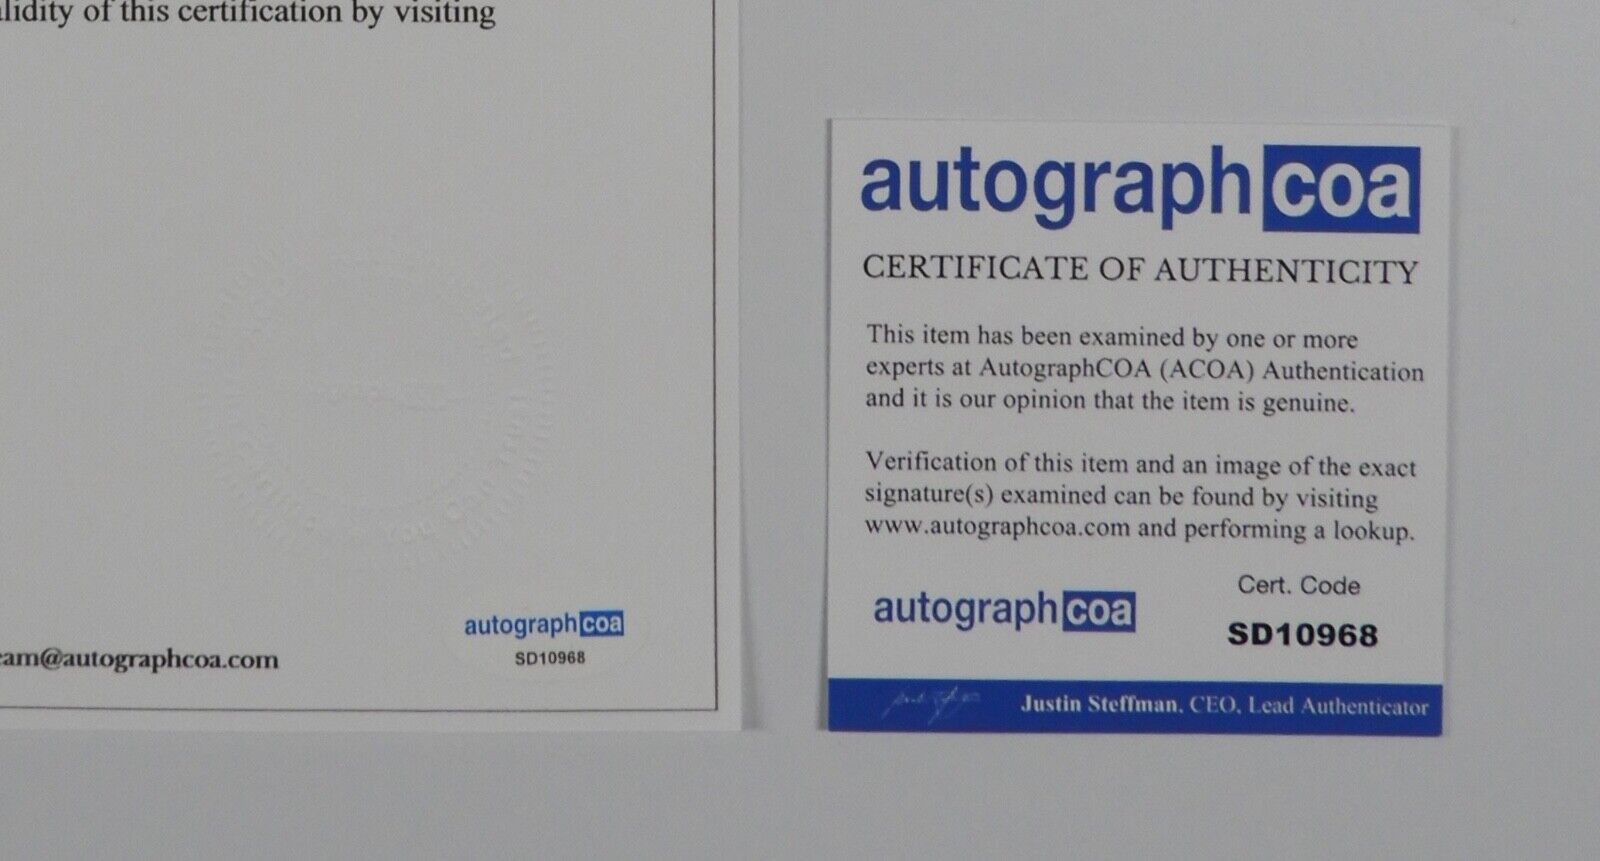 of this certification by visiting
autographcoa
SD10968
@autographcoa.com
autographcoa
CERTIFICATE OF AUTHENTICITY
This item has been examined by one or more
experts at AutographCOA (ACOA) Authentication
and it is our opinion that the item is genuine.
Verification of this item and an image of the exact
signature(s) examined can be found by visiting
www.autographcoa.com and performing a lookup.
Cert. Code
autographcoa
SD10968
Justin Steffman, CEO, Lead Authenticator